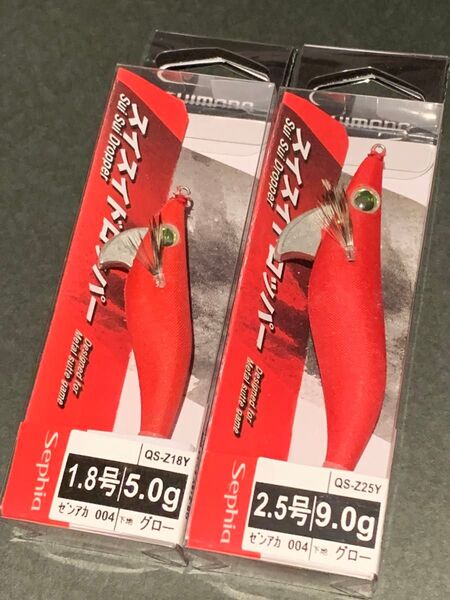 SHIMANO
スイスイドロッパー
Sui Sui Dropper
Designed for
Metal sutte game
Sephia
QS-Z18Y
1.8号 5.0g
ゼンアカ 004 下地 グロー
SHIMANO
スイスイドロッパー
Sui Sui Dropper
Designed for
Metal sutte game
Sephia
QS-Z25Y
2.5号 9.0g
ゼンアカ 004 下地 グロー